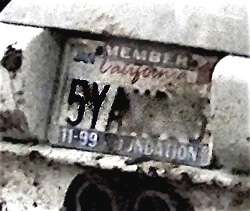 MEMBER
California
5YA
11-99 FOUNDATION